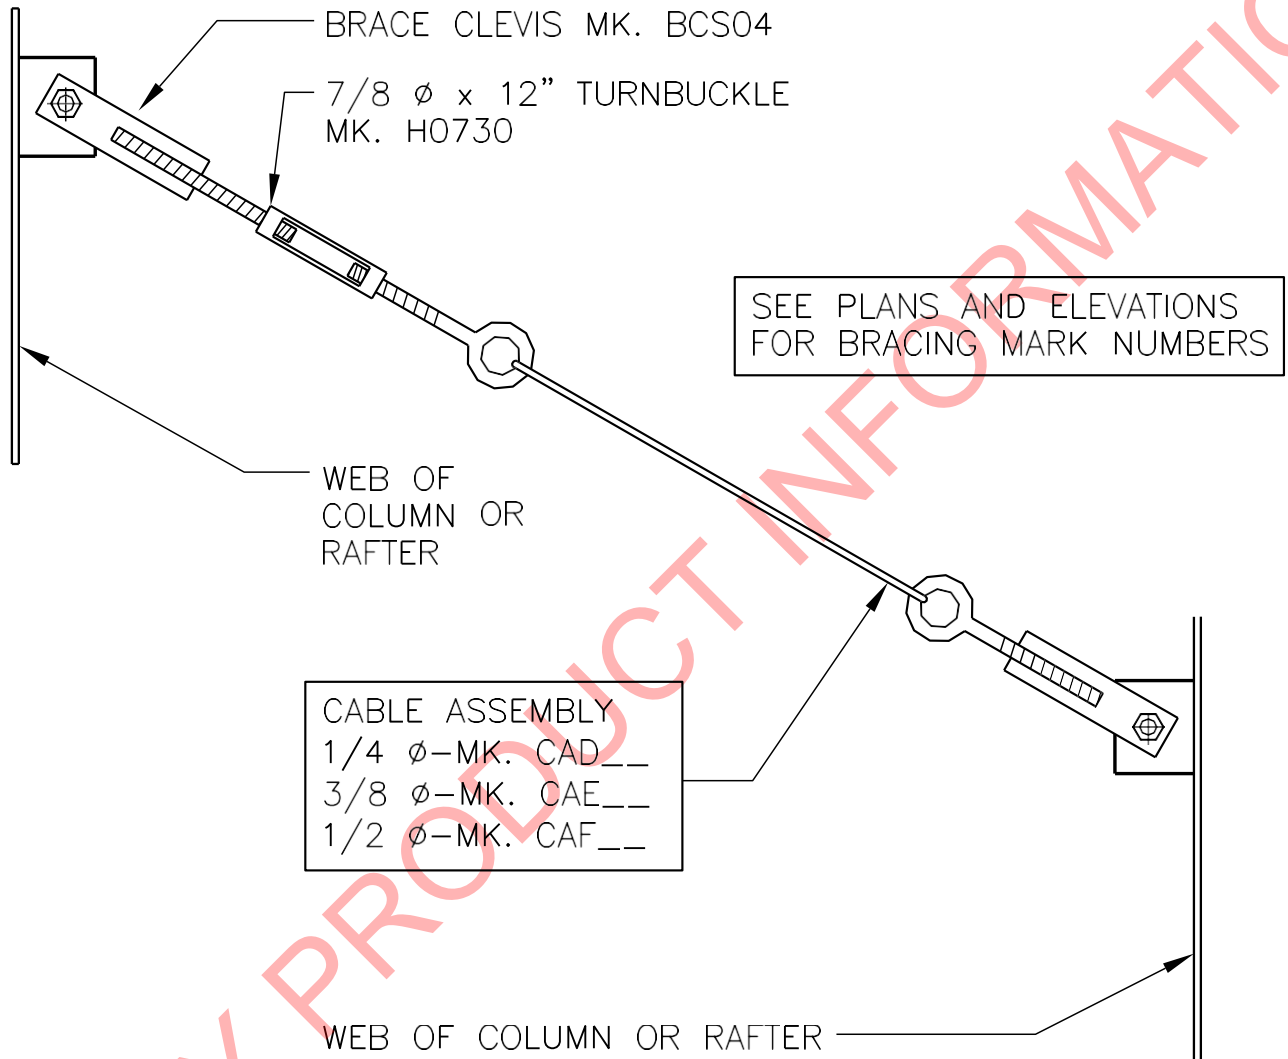 BRACE CLEVIS MK. BCS04
7/8 ø x 12” TURNBUCKLE
MK. H0730
SEE PLANS AND ELEVATIONS
FOR BRACING MARK NUMBERS
WEB OF
COLUMN OR
RAFTER
CABLE ASSEMBLY
1/4 ø-MK. CAD__
3/8 ø-MK. CAE__
1/2 ø-MK. CAF__
WEB OF COLUMN OR RAFTER
PRODUCT INFORMATIO